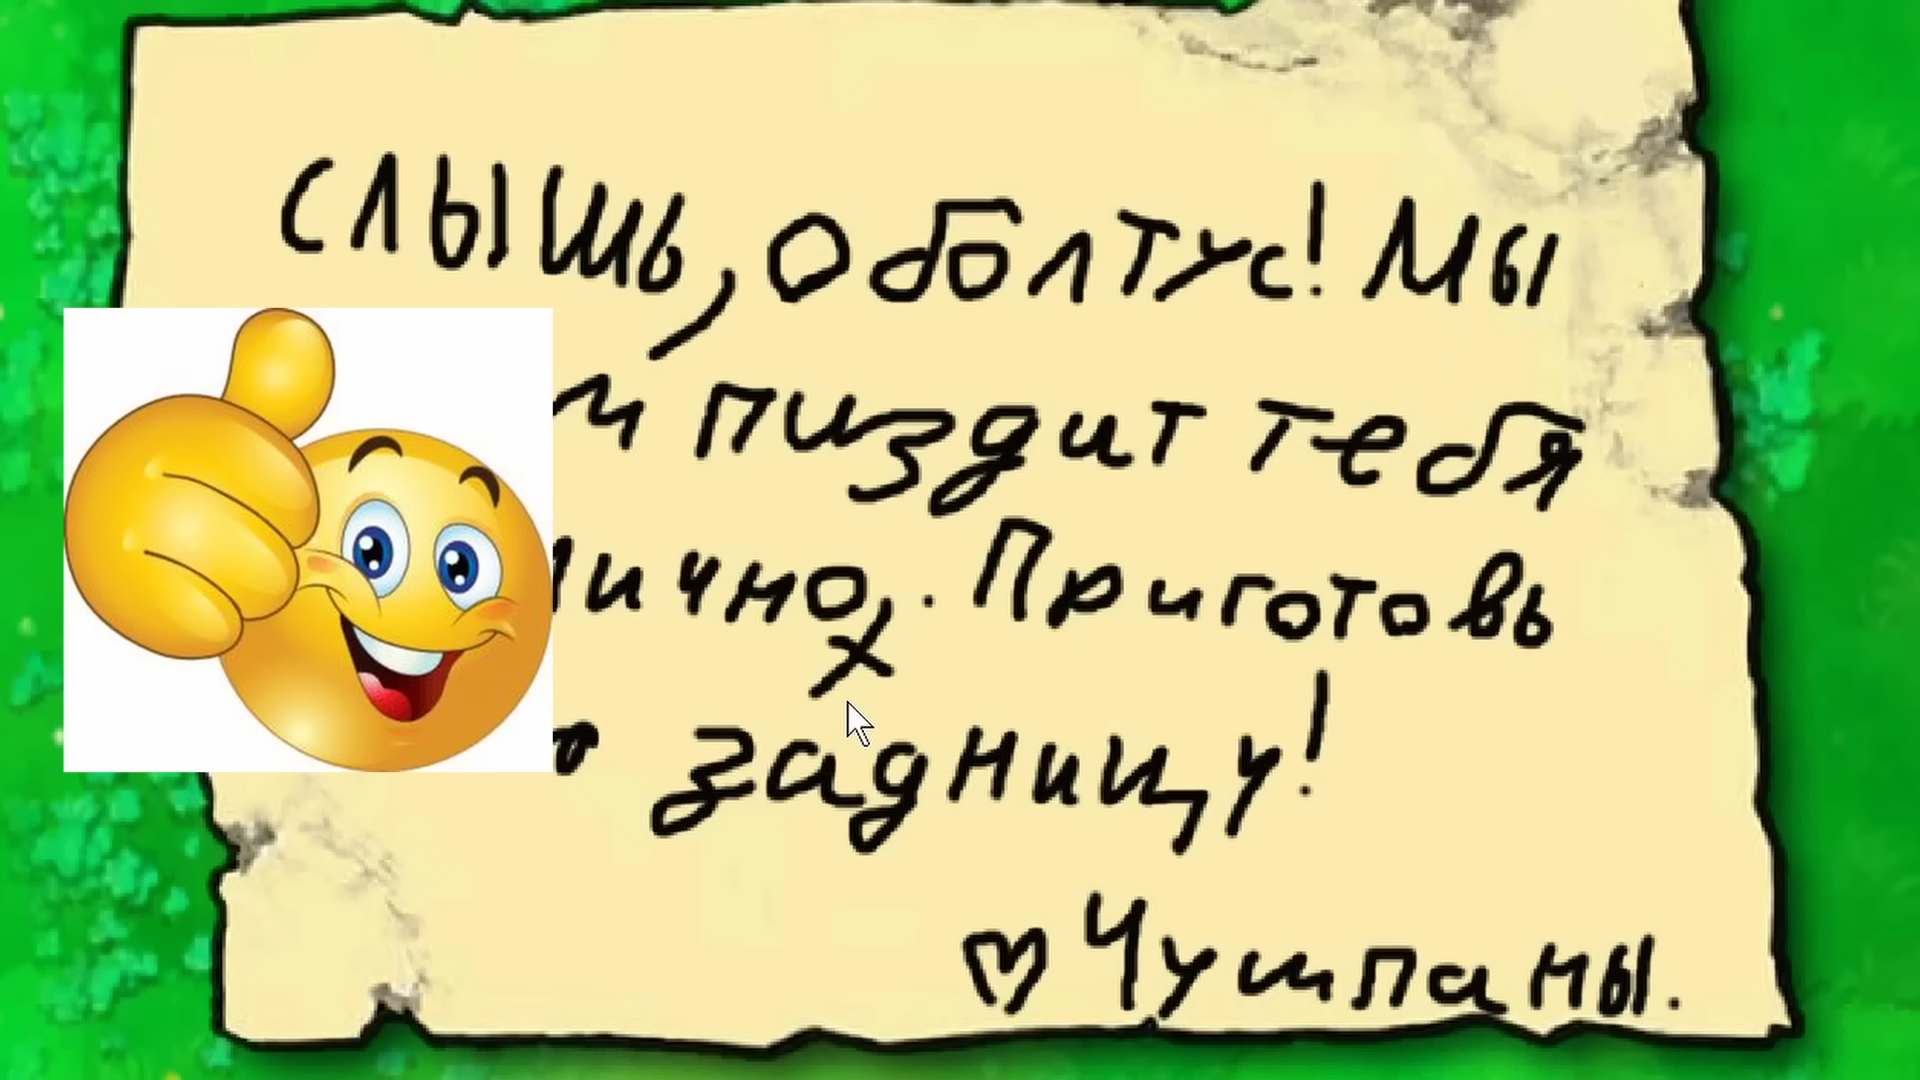 слышь, оболтус! Мы
пиздит тебя
Приготовь
задницу!
Чушпаны.